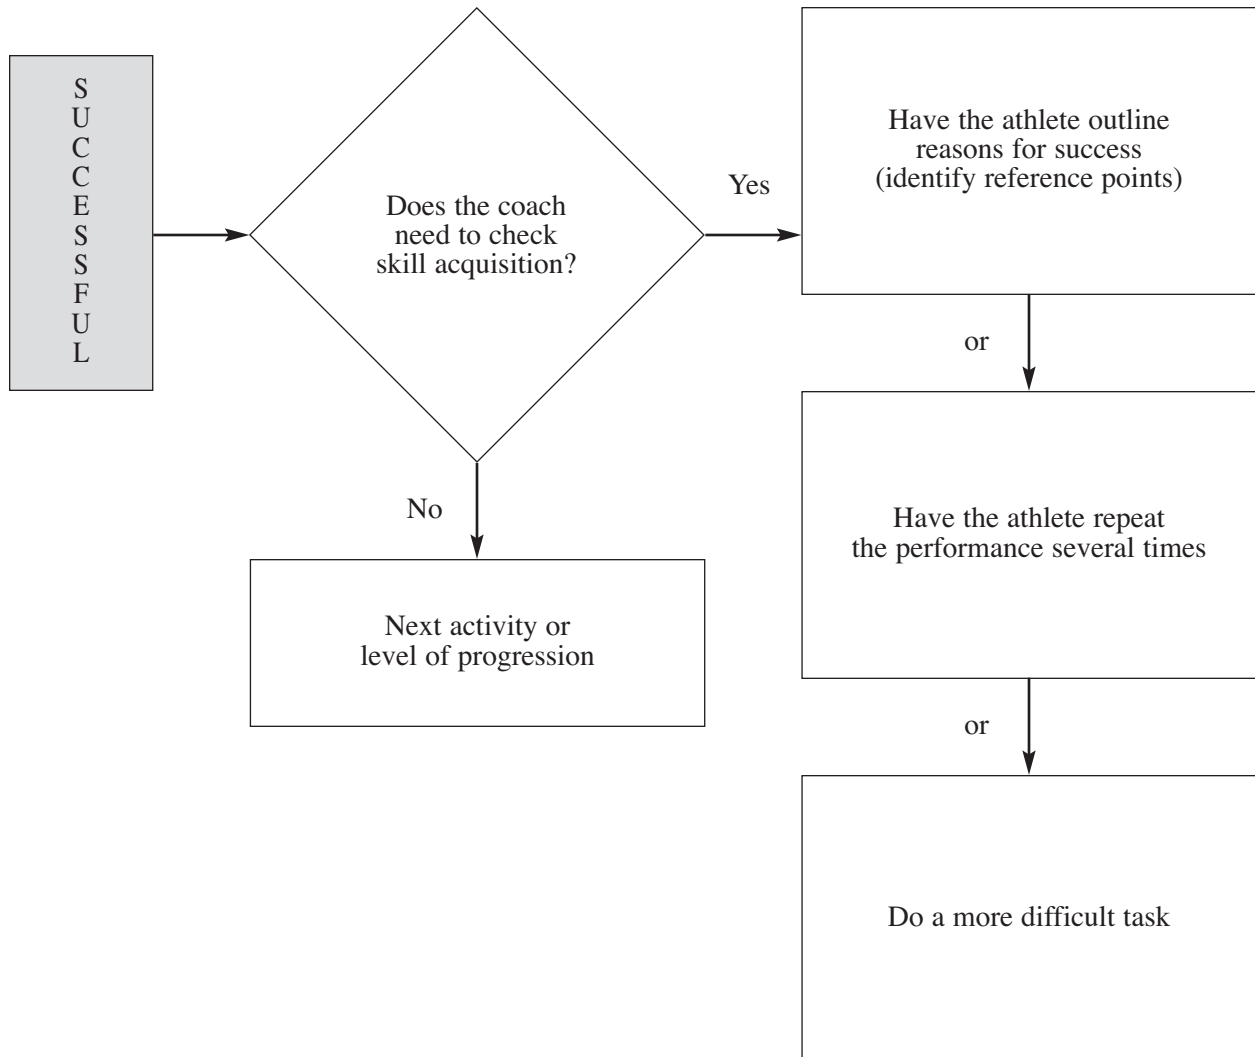 S
U
C
C
E
S
S
F
U
L
Does the coach
need to check
skill acquisition?
Yes
Have the athlete outline
reasons for success
(identify reference points)
or
Have the athlete repeat
the performance several times
or
Do a more difficult task
No
Next activity or
level of progression